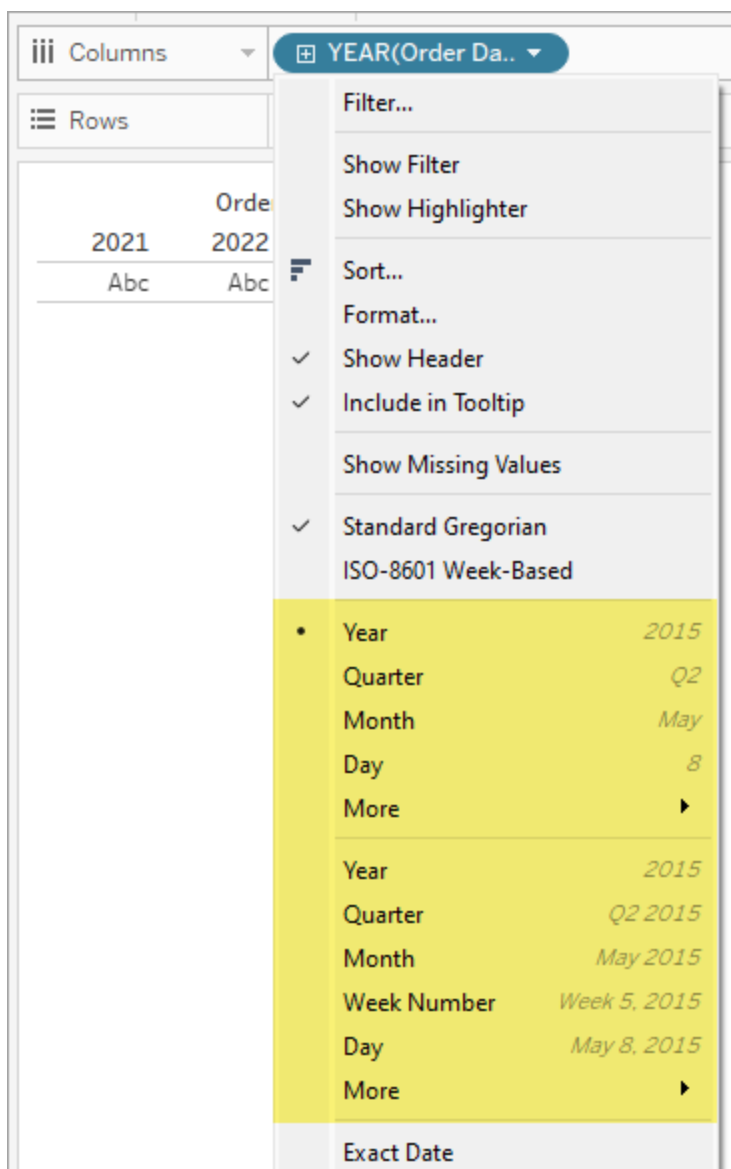 Columns
YEAR(Order Da..
Rows
Filter...
Show Filter
Show Highlighter
2021 2022
Abc Abc
Sort...
Format...
Show Header
Include in Tooltip
Show Missing Values
Standard Gregorian
ISO-8601 Week-Based
Year 2015
Quarter Q2
Month May
Day 8
More
Year 2015
Quarter Q2 2015
Month May 2015
Week Number Week 5, 2015
Day May 8, 2015
More
Exact Date